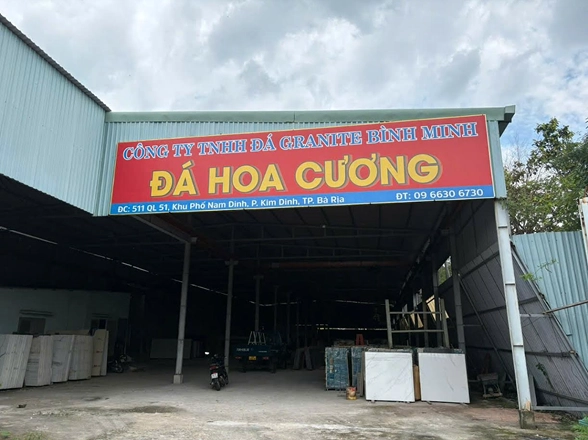 CÔNG TY TNHH ĐÁ GRANITE BÌNH MINH
ĐÁ HOA CƯƠNG
ĐC: 511 QL 51, Khu Phố Nam Dinh, P. Kim Dinh, TP. Bà Rịa ĐT: 09 6630 6730